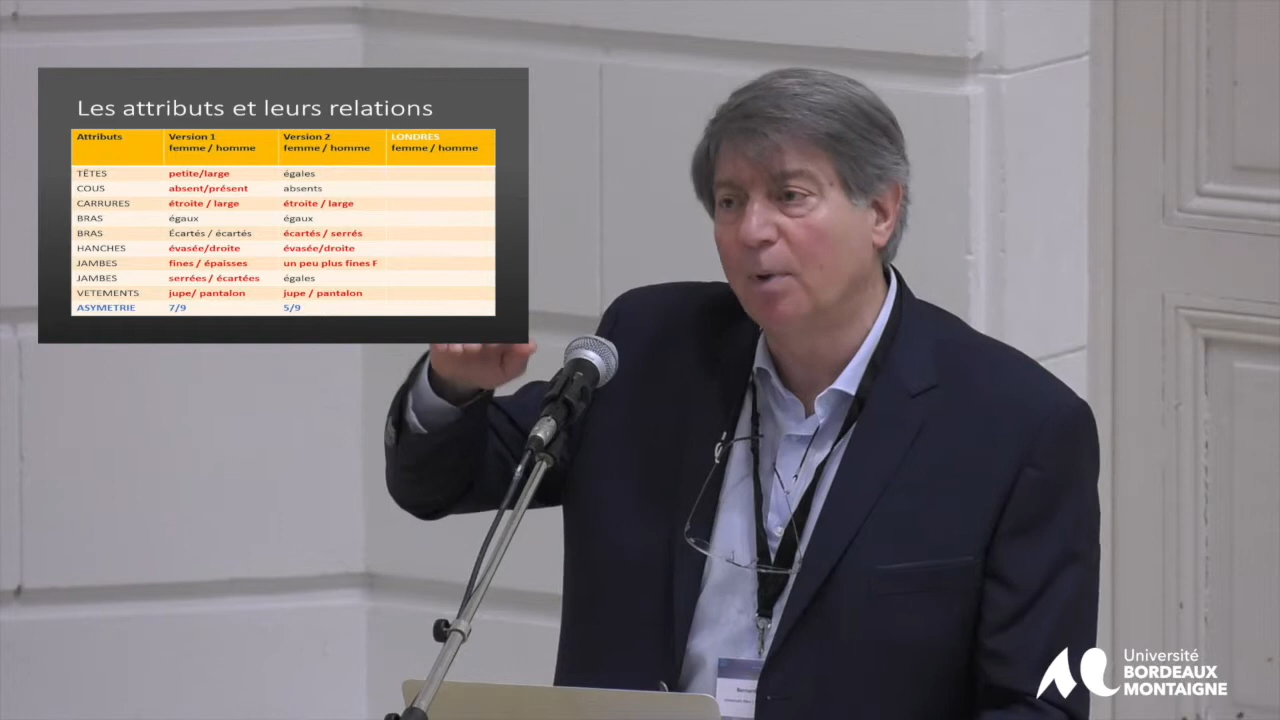 Les attributs et leurs relations
Attributs Version 1 Version 2 LONDRES
femme / homme femme / homme femme / homme
TÊTES petite/large égales
COUS absent/présent absents
CARRURES étroite / large étroite / large
BRAS égaux égaux
BRAS Écartés / écartés écartés / serrés
HANCHES évasée/droite évasée/droite
JAMBES fines / épaisses un peu plus fines F
JAMBES serrées / écartées égales
VETEMENTS jupe/ pantalon jupe / pantalon
ASYMETRIE 7/9 5/9
Université
BORDEAUX
MONTAIGNE